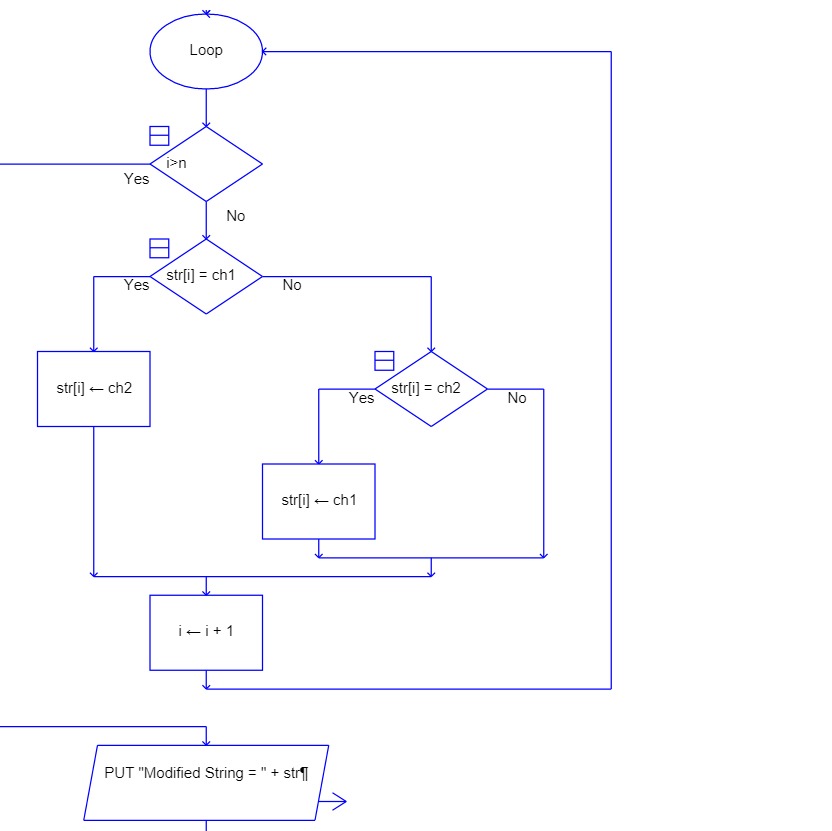 Loop
i>n
Yes
No
str[i] = ch1
Yes
No
str[i] ← ch2
str[i] = ch2
Yes
No
str[i] ← ch1
i ← i + 1
PUT "Modified String = " + str¶